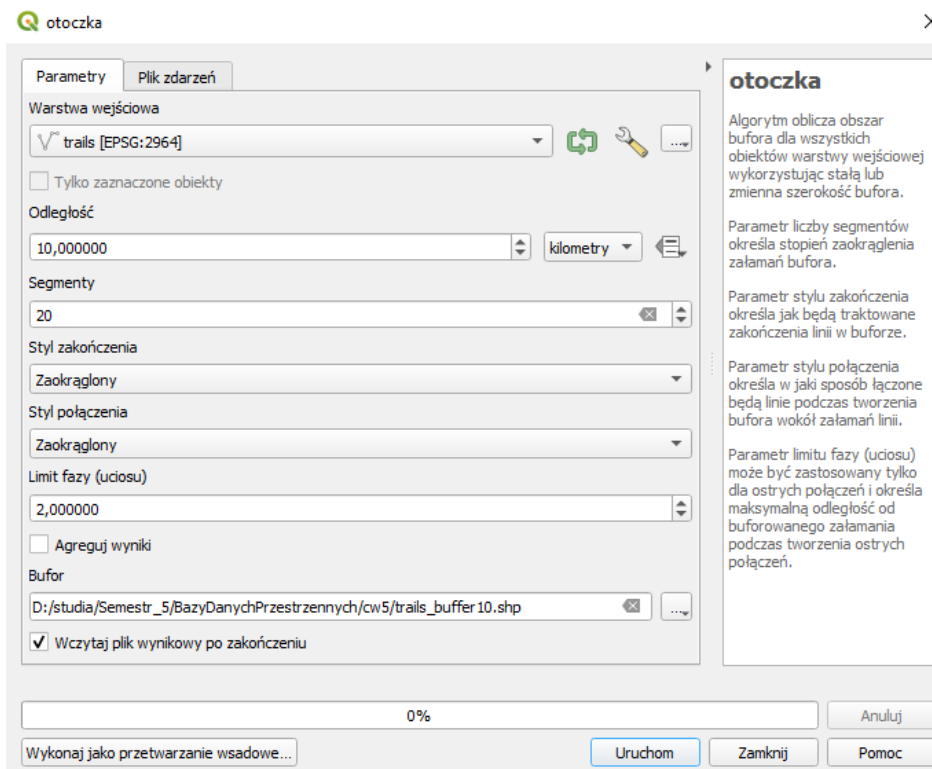 otoczka
Parametry
Plik zdarzeń
Warstwa wejściowa
trails [EPSG:2964]
...
Tylko zaznaczone obiekty
Odległość
10,000000
kilometry
Segmenty
20
Styl zakończenia
Zaokrąglony
Styl połączenia
Zaokrąglony
Limit fazy (uciosu)
2,000000
Agreguj wyniki
Bufor
D:/studia/Semestr_5/BazyDanychPrzestrzennych/cw5/trails_buffer10.shp
...
Wczytaj plik wynikowy po zakończeniu
otoczka
Algorytm oblicza obszar
bufora dla wszystkich
obiektów warstwy wejściowej
wykorzystując stałą lub
zmienna szerokość bufora.
Parametr liczby segmentów
określa stopień zaokrąglenia
załamań bufora.
Parametr stylu zakończenia
określa jak będą traktowane
zakończenia linii w buforze.
Parametr stylu połączenia
określa w jaki sposób łączone
będą linie podczas tworzenia
bufora wokół załamań linii.
Parametr limitu fazy (uciosu)
może być zastosowany tylko
dla ostrych połączeń i określa
maksymalną odległość od
buforowanego załamania
podczas tworzenia ostrych
połączeń.
0%
Anuluj
Wykonaj jako przetwarzanie wsadowe...
Uruchom
Zamknij
Pomoc